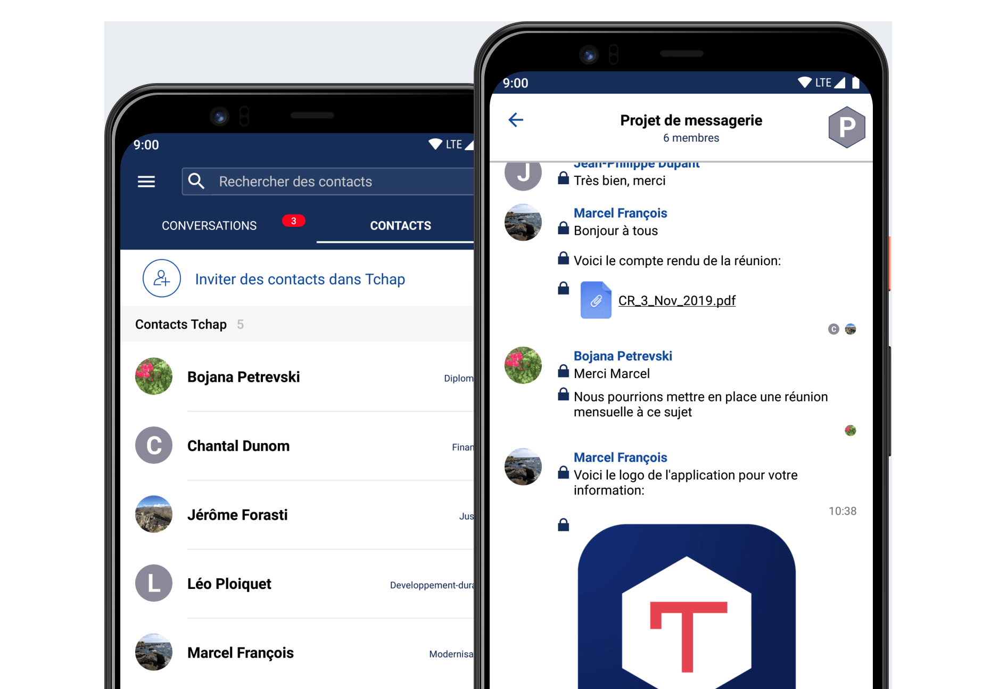 9:00
LTE
Rechercher des contacts
CONVERSATIONS
3
CONTACTS
Inviter des contacts dans Tchap
Contacts Tchap 5
Bojana Petrevski
Diplom
C
Chantal Dunom
Finan
Jérôme Forasti
Jus
L
Léo Ploiquet
Developpement-dura
Marcel François
Modernisa
9:00
LTE
Projet de messagerie
6 membres
P
J
Jean-Philippe Dupant
Très bien, merci
Marcel François
Bonjour à tous
Voici le compte rendu de la réunion:
CR_3_Nov_2019.pdf
C
Bojana Petrevski
Merci Marcel
Nous pourrions mettre en place une réunion
mensuelle à ce sujet
Marcel François
Voici le logo de l'application pour votre
information:
10:38
T